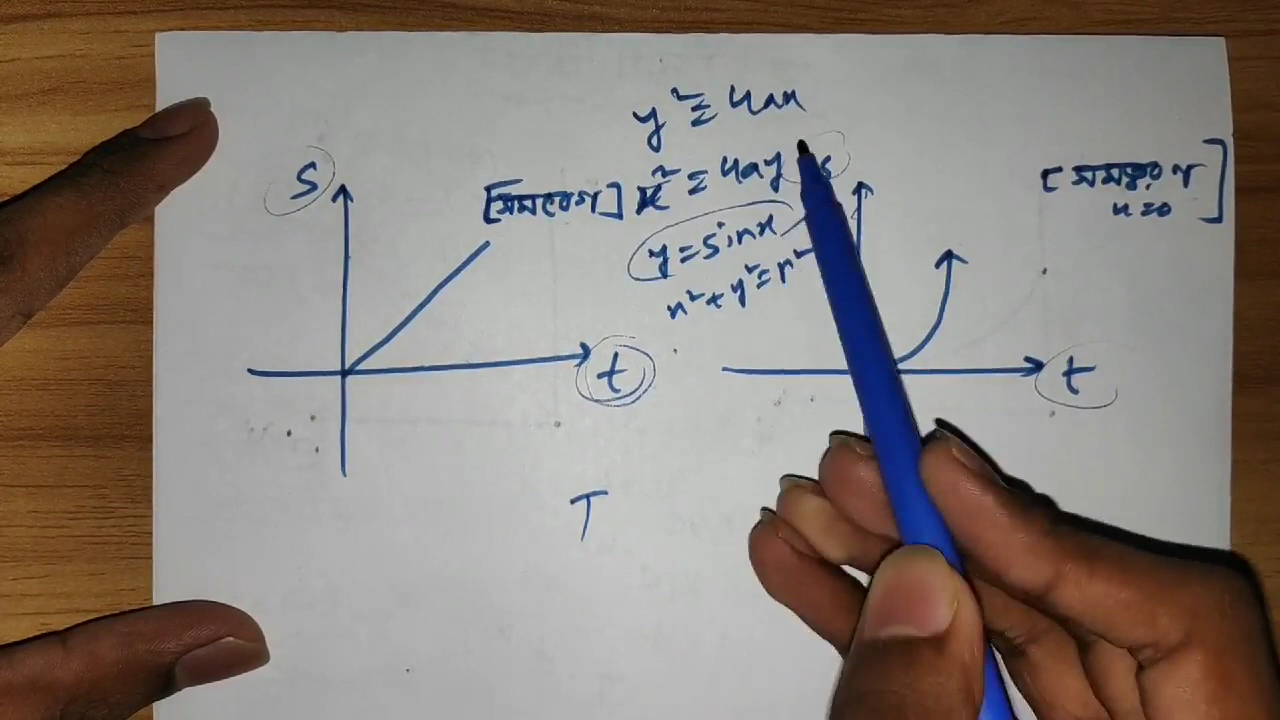 y² = 4ax
S
[সমবেগ]
x² = 4ay
S
[সমত্বরণ
u=0 ]
y = sinx
x² + y² = r²
t
t
T